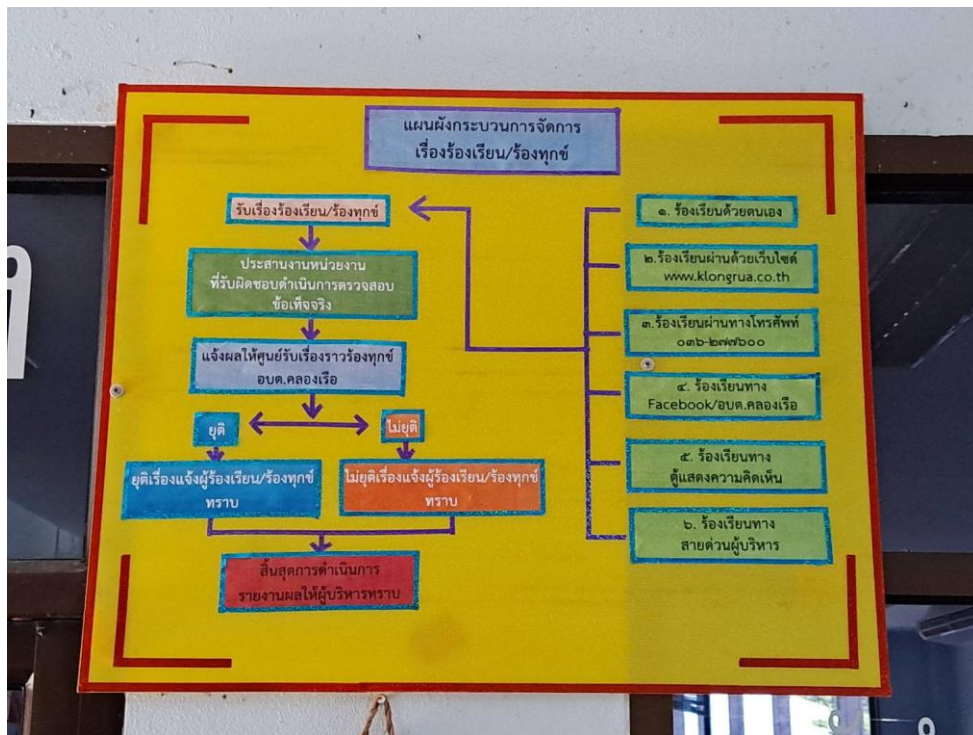 แผนผังกระบวนการจัดการ
เรื่องร้องเรียน/ร้องทุกข์
รับเรื่องร้องเรียน/ร้องทุกข์
ประสานงานหน่วยงาน
ที่รับผิดชอบดำเนินการตรวจสอบ
ข้อเท็จจริง
แจ้งผลให้ศูนย์รับเรื่องราวร้องทุกข์
อบต.คลองเรือ
ยุติ
ไม่ยุติ
ยุติเรื่องแจ้งผู้ร้องเรียน/ร้องทุกข์
ทราบ
ไม่ยุติเรื่องแจ้งผู้ร้องเรียน/ร้องทุกข์
ทราบ
สิ้นสุดการดำเนินการ
รายงานผลให้ผู้บริหารทราบ
๑. ร้องเรียนด้วยตนเอง
๒.ร้องเรียนผ่านด้วยเว็บไซต์
www.klongrua.co.th
๓.ร้องเรียนผ่านทางโทรศัพท์
๐๓๖-๒๗๗๖๐๐
๔. ร้องเรียนทาง
Facebook/อบต.คลองเรือ
๕. ร้องเรียนทาง
ตู้แสดงความคิดเห็น
๖. ร้องเรียนทาง
สายด่วนผู้บริหาร